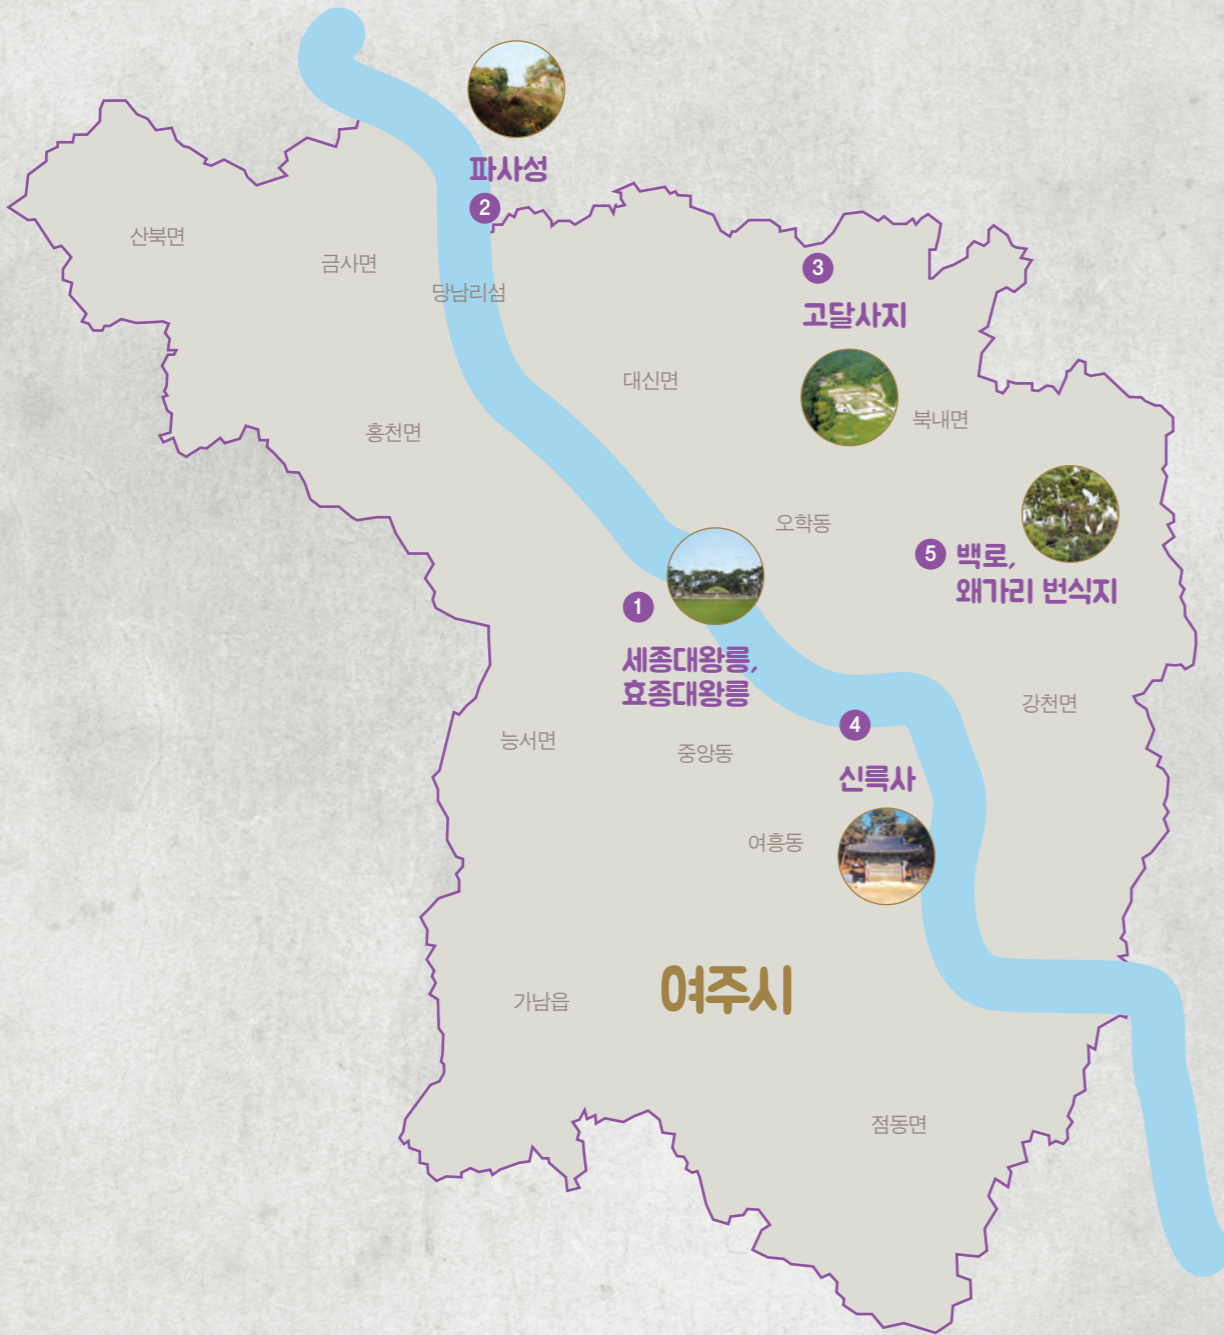 파사성
2
산북면
금사면
3
당남리섬
고달사지
대신면
북내면
홍천면
오학동
5 백로,
왜가리 번식지
1
세종대왕릉,
효종대왕릉
강천면
4
능서면
중앙동
신륵사
여흥동
여주시
가남읍
점동면